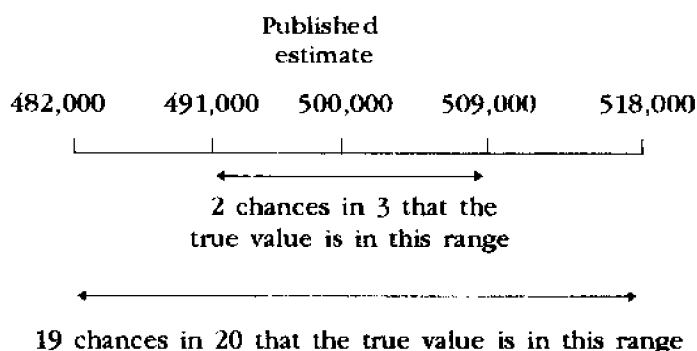 Published
estimate
482,000 491,000 500,000 509,000 518,000
2 chances in 3 that the
true value is in this range
19 chances in 20 that the true value is in this range